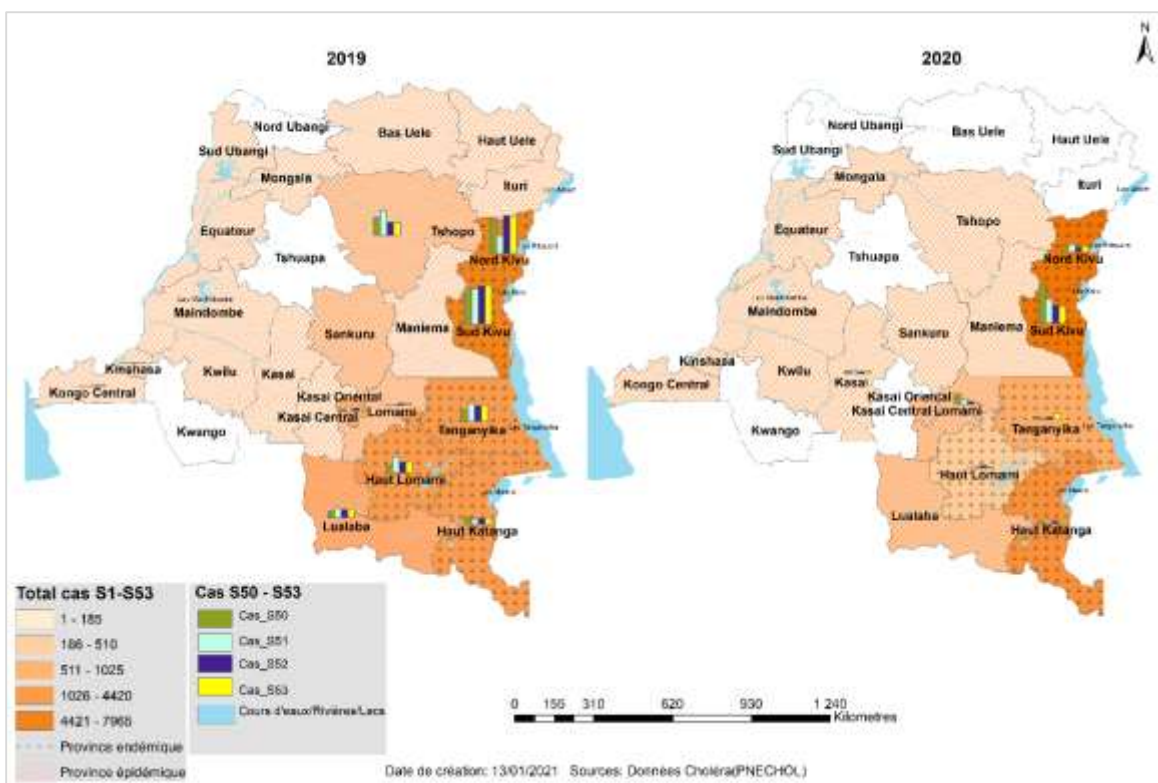 N
2019
2020
Nord Ubangi
Bas Uele
Haut Uele
Sud Ubangi
Mongala
Ituri
Equateur
Tshopo
Nord Kivu
Tshuapa
Maindombe
Sankuru
Maniema
Sud Kivu
Kinshasa
Kwilu
Kasai
Kongo Central
Kasai Oriental
Kasai Central
Lomami
Tanganyika
Kwango
Haut Lomami
Lualaba
Haut Katanga
Nord Ubangi
Bas Uele
Haut Uele
Sud Ubangi
Mongala
Ituri
Equateur
Tshopo
Nord Kivu
Tshuapa
Maindombe
Sankuru
Maniema
Sud Kivu
Kinshasa
Kwilu
Kasai
Kongo Central
Kasai Oriental
Kasai Central
Lomami
Tanganyika
Kwango
Haut Lomami
Lualaba
Haut Katanga
Total cas S1-S53
1 - 185
186 - 510
511 - 1025
1026 - 4420
4421 - 7965
Province endémique
Province épidémique
Cas S50 - S53
Cas_S50
Cas_S51
Cas_S52
Cas_S53
Cours d'eaux/Rivières/Lacs
0 155 310 620 930 1 240
Kilometres
Date de création: 13/01/2021 Sources: Données Choléra(PNECHOL)